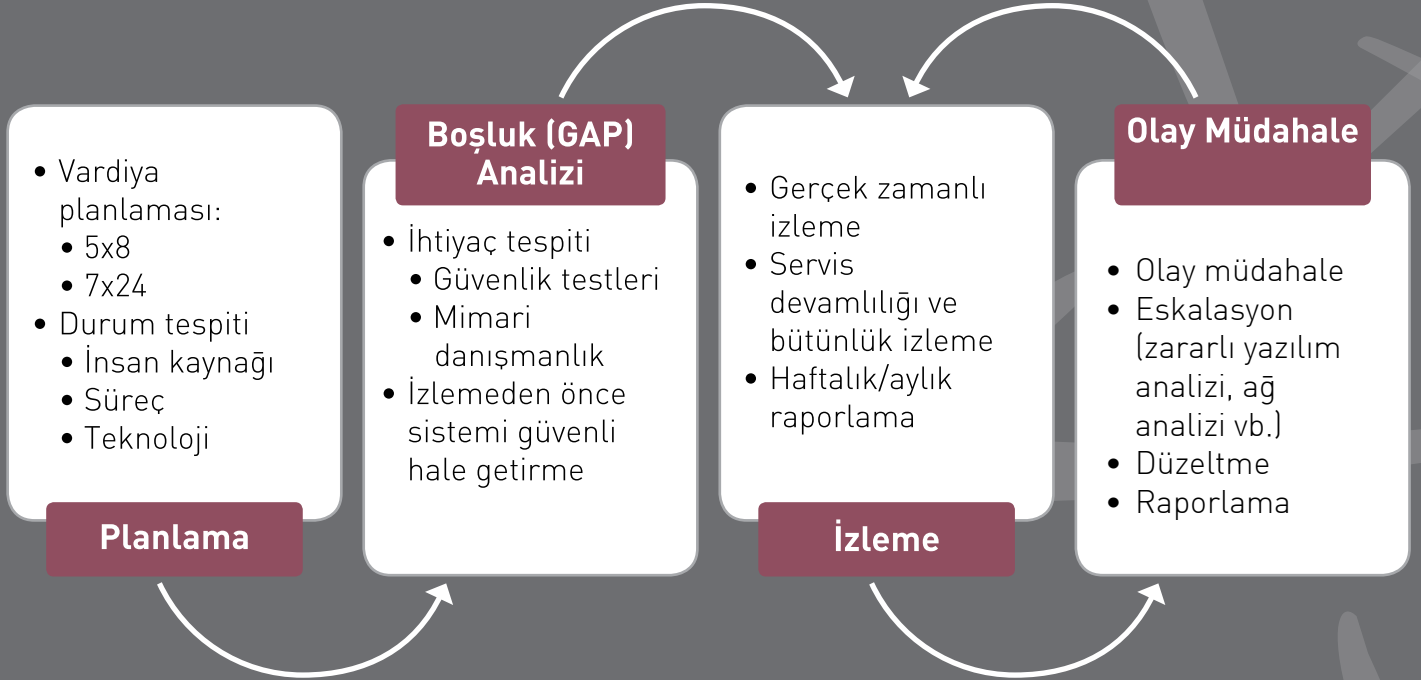 • Vardiya
planlaması:
• 5x8
• 7x24
• Durum tespiti
• İnsan kaynağı
• Süreç
• Teknoloji
Planlama
Boşluk (GAP)
Analizi
• İhtiyaç tespiti
• Güvenlik testleri
• Mimari
danışmanlık
• İzlemeden önce
sistemi güvenli
hale getirme
• Gerçek zamanlı
izleme
• Servis
devamlılığı ve
bütünlük izleme
• Haftalık/aylık
raporlama
İzleme
Olay Müdahale
• Olay müdahale
• Eskalasyon
(zararlı yazılım
analizi, ağ
analizi vb.)
• Düzeltme
• Raporlama